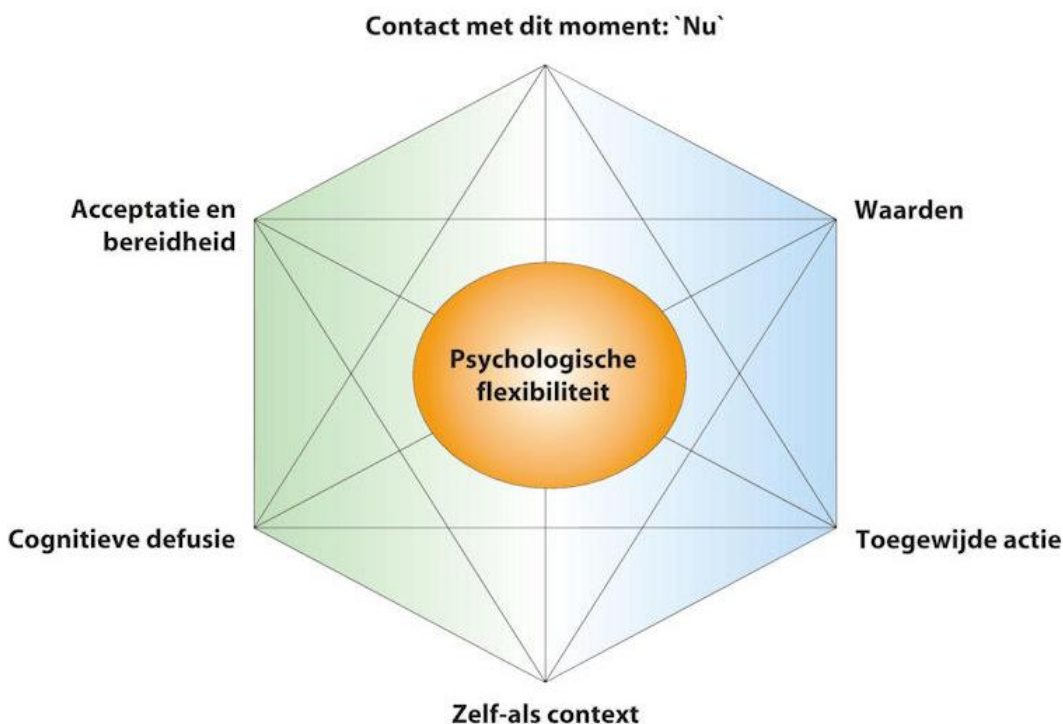 Contact met dit moment: `Nu`
Acceptatie en
bereidheid
Waarden
Psychologische
flexibiliteit
Cognitieve defusie
Toegewijde actie
Zelf-als context